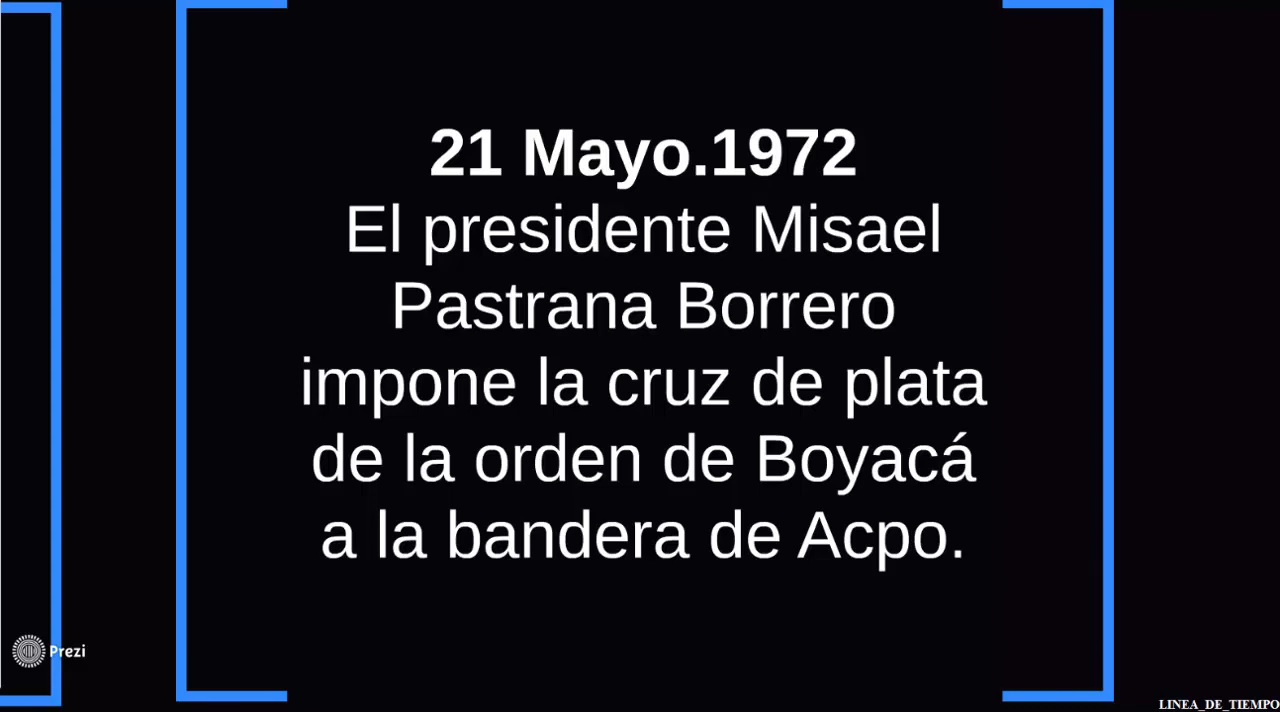 21 Mayo.1972
El presidente Misael
Pastrana Borrero
impone la cruz de plata
de la orden de Boyacá
a la bandera de Acpo.
Prezi
LINEA_DE_TIEMPO